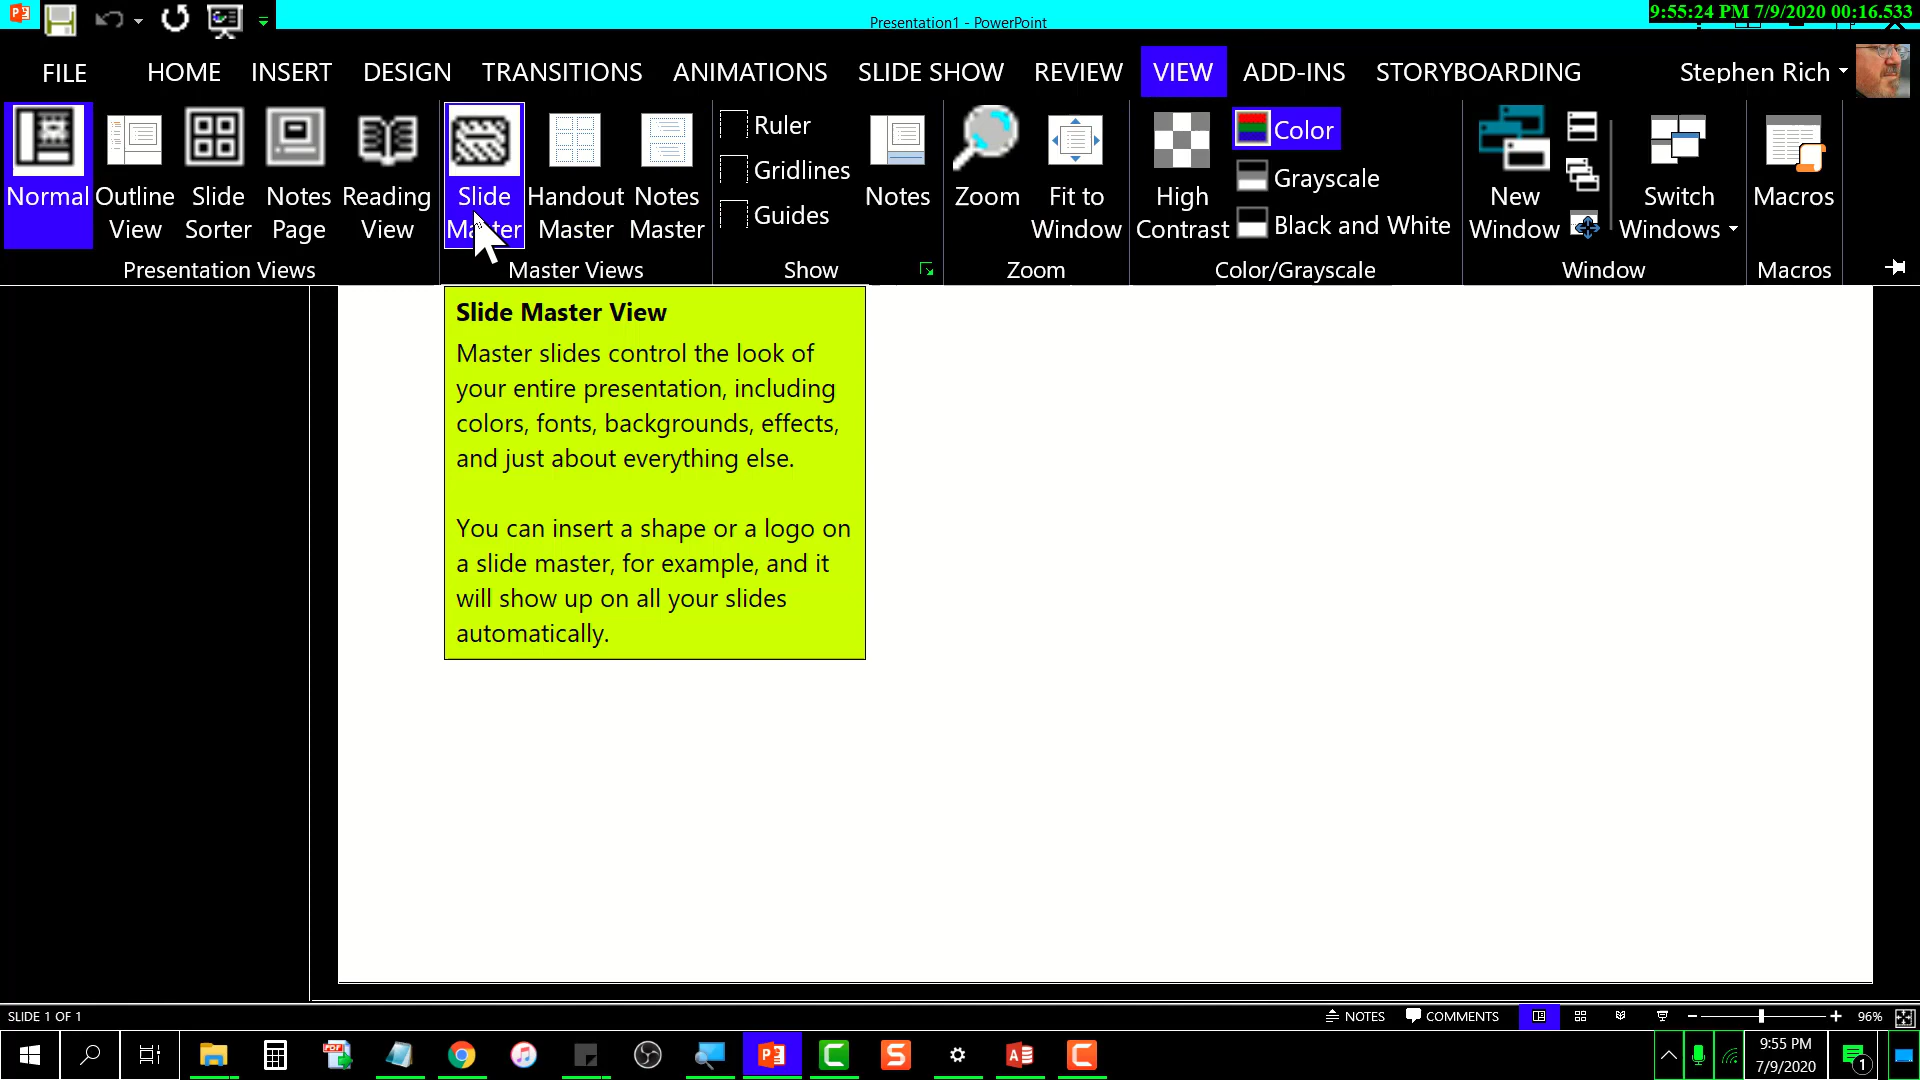 9:55:24 PM 7/9/2020 00:16.533
Presentation1 - PowerPoint
FILE HOME INSERT DESIGN TRANSITIONS ANIMATIONS SLIDE SHOW REVIEW VIEW ADD-INS STORYBOARDING Stephen Rich
Normal
Outline
View
Slide
Sorter
Notes
Page
Reading
View
Presentation Views
Slide
Master
Handout
Master
Notes
Master
Master Views
Ruler
Gridlines
Guides
Notes
Show
Zoom
Fit to
Window
Zoom
High
Contrast
Color
Grayscale
Black and White
Color/Grayscale
New
Window
Switch
Windows
Window
Macros
Macros
Slide Master View
Master slides control the look of
your entire presentation, including
colors, fonts, backgrounds, effects,
and just about everything else.
You can insert a shape or a logo on
a slide master, for example, and it
will show up on all your slides
automatically.
SLIDE 1 OF 1
NOTES COMMENTS 96%
9:55 PM
7/9/2020
1